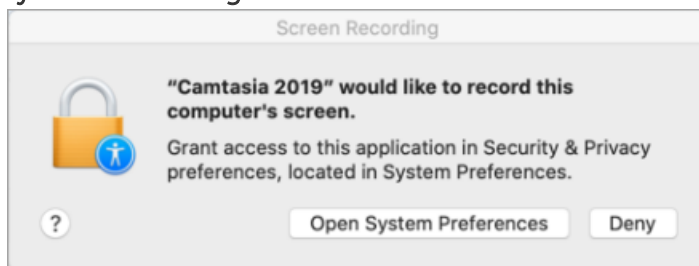 Screen Recording
"Camtasia 2019" would like to record this
computer's screen.
Grant access to this application in Security & Privacy
preferences, located in System Preferences.
?
Open System Preferences
Deny